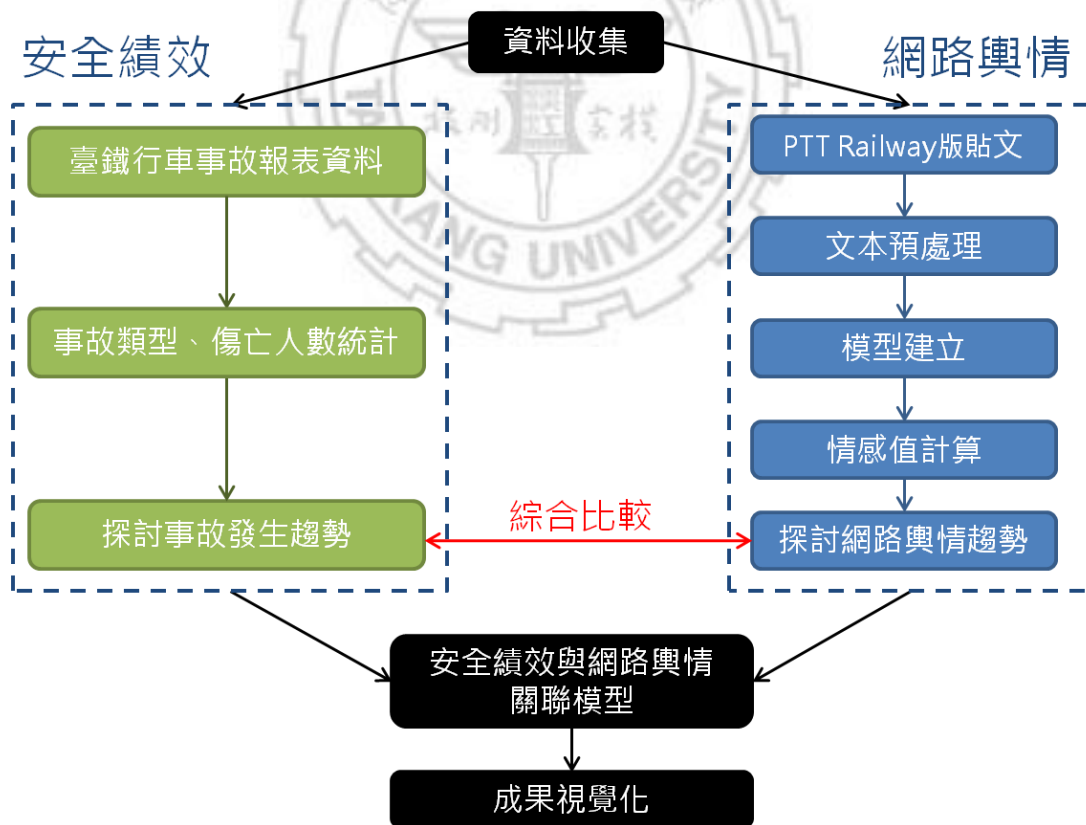 資料收集
安全績效
網路輿情
臺鐵行車事故報表資料
事故類型、傷亡人數統計
探討事故發生趨勢
PTT Railway版貼文
文本預處理
模型建立
情感值計算
探討網路輿情趨勢
綜合比較
安全績效與網路輿情
關聯模型
成果視覺化
KANG UNIVERSITY